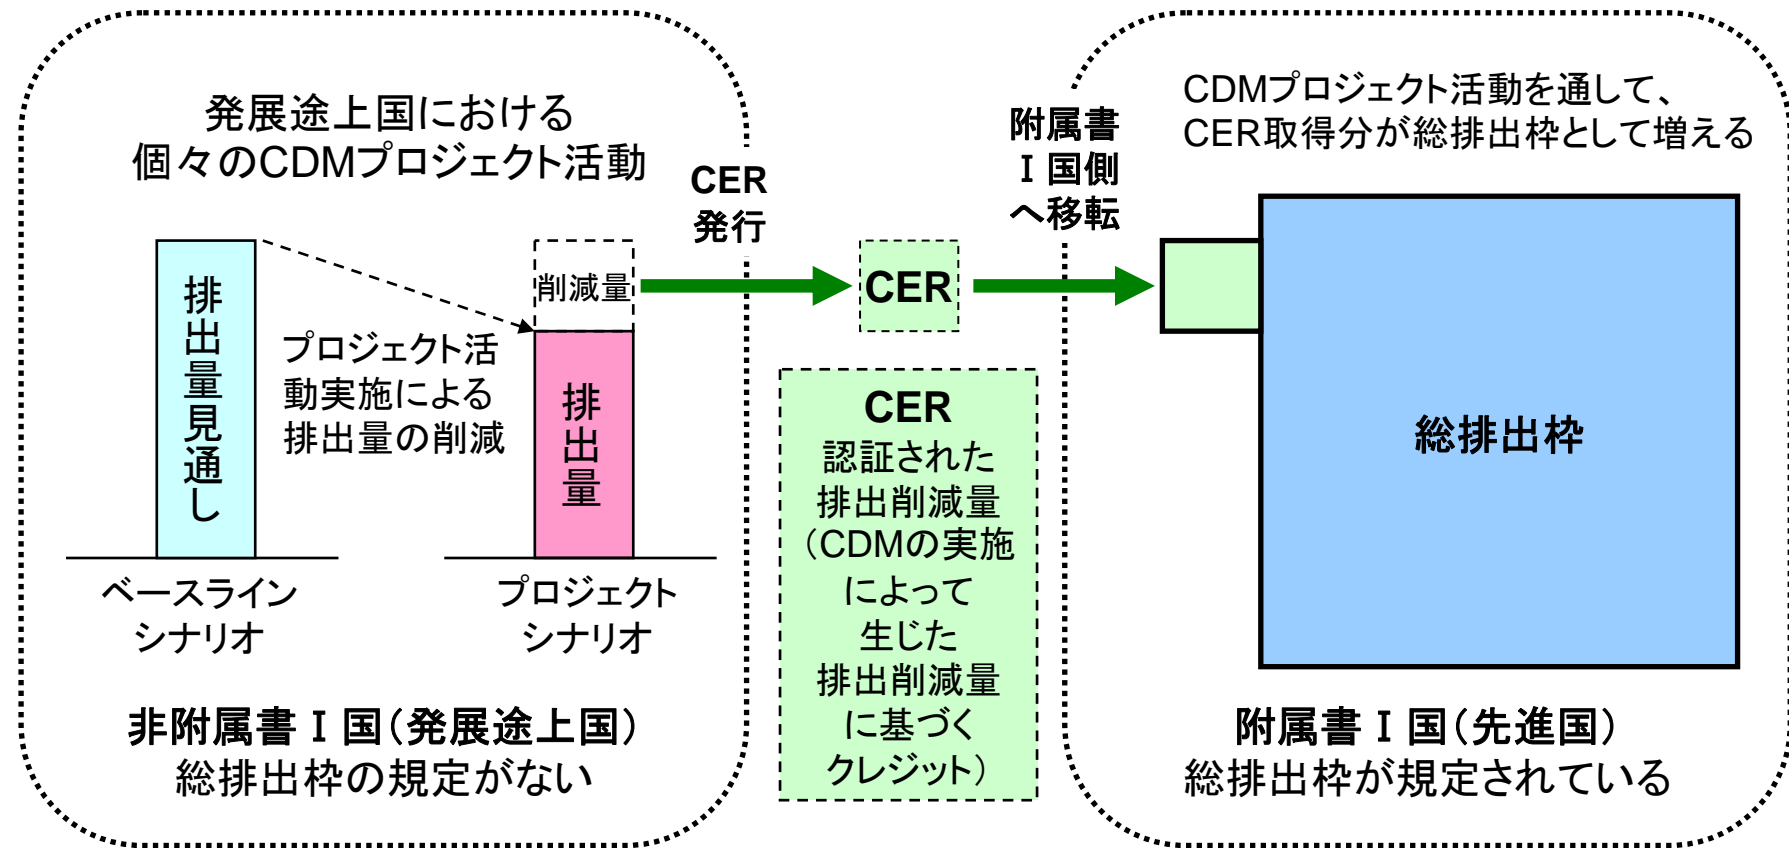 発展途上国における
個々のCDMプロジェクト活動
排出量見通し
プロジェクト活
動実施による
排出量の削減
削減量
排出量
ベースライン
シナリオ
プロジェクト
シナリオ
非附属書Ⅰ国(発展途上国)
総排出枠の規定がない
CER
発行
CER
附属書
Ⅰ国側
へ移転
CER
認証された
排出削減量
(CDMの実施
によって
生じた
排出削減量
に基づく
クレジット)
CDMプロジェクト活動を通して、
CER取得分が総排出枠として増える
総排出枠
附属書Ⅰ国(先進国)
総排出枠が規定されている